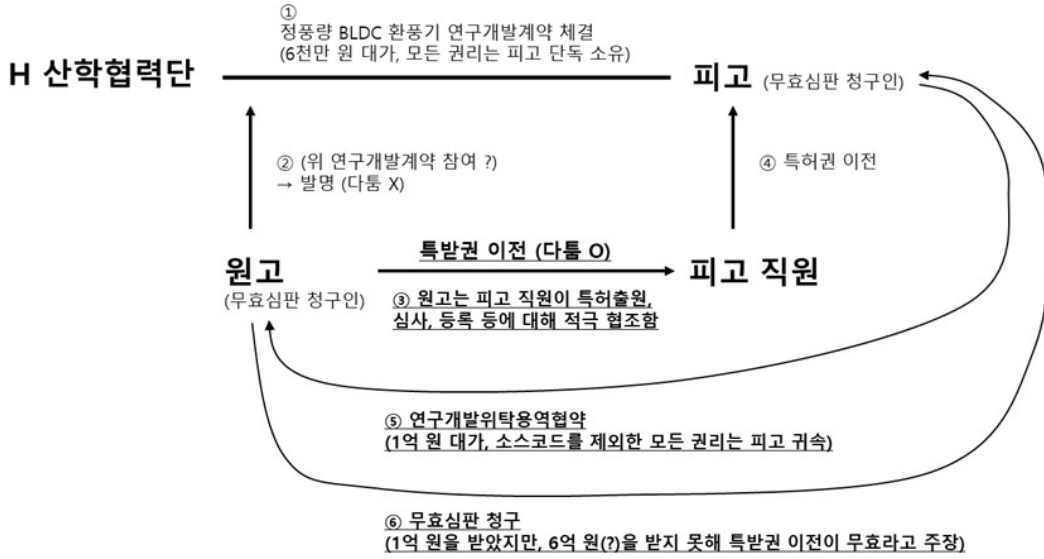 ①
정풍량 BLDC 환풍기 연구개발계약 체결
(6천만 원 대가, 모든 권리는 피고 단독 소유)
H 산학협력단
피고 (무효심판 청구인)
② (위 연구개발계약 참여 ?)
→ 발명 (다툼 X)
④ 특허권 이전
특받권 이전 (다툼 O)
원고
(무효심판 청구인)
피고 직원
③ 원고는 피고 직원이 특허출원,
심사, 등록 등에 대해 적극 협조함
⑤ 연구개발위탁용역협약
(1억 원 대가, 소스코드를 제외한 모든 권리는 피고 귀속)
⑥ 무효심판 청구
(1억 원을 받았지만, 6억 원(?)을 받지 못해 특받권 이전이 무효라고 주장)